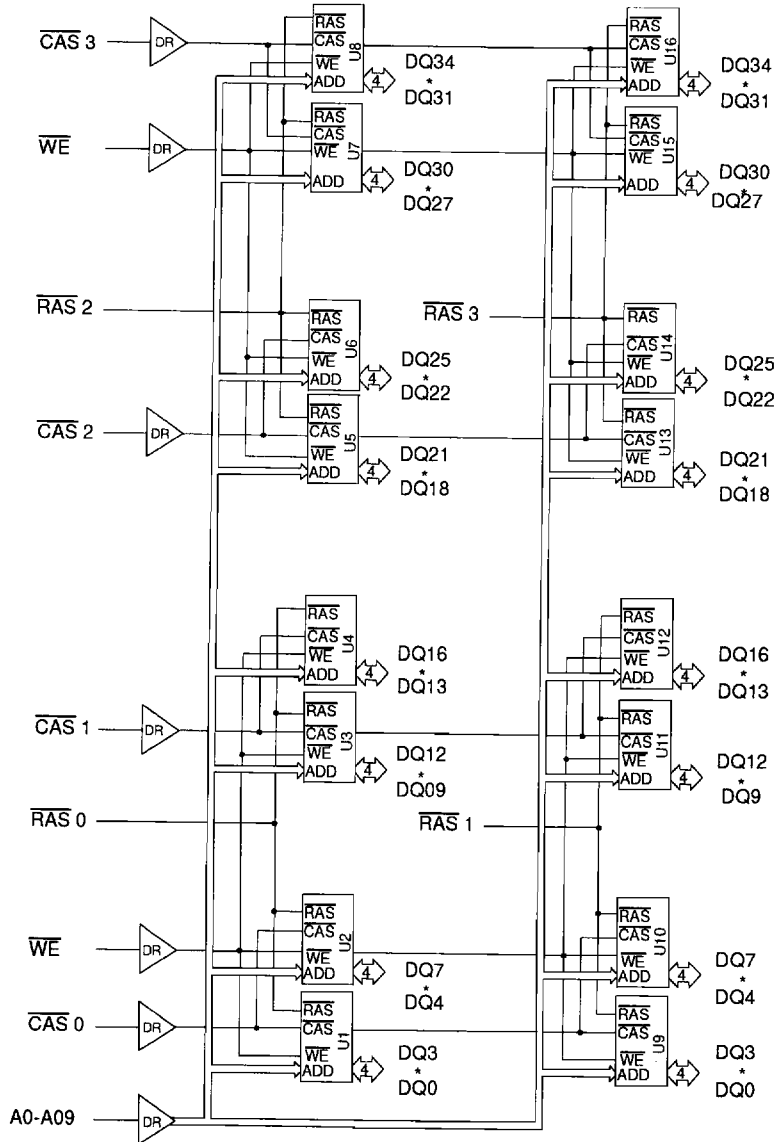 CAS 3
DR
RAS
CAS
WE
ADD
U8
4
DQ34
*
DQ31
RAS
CAS
WE
ADD
U16
4
DQ34
*
DQ31
WE
DR
RAS
CAS
WE
ADD
U7
4
DQ30
*
DQ27
RAS
CAS
WE
ADD
U15
4
DQ30
*
DQ27
RAS 2
RAS
CAS
WE
ADD
U6
4
DQ25
*
DQ22
RAS 3
RAS
CAS
WE
ADD
U14
4
DQ25
*
DQ22
CAS 2
DR
RAS
CAS
WE
ADD
U5
4
DQ21
*
DQ18
RAS
CAS
WE
ADD
U13
4
DQ21
*
DQ18
RAS
CAS
WE
ADD
U4
4
DQ16
*
DQ13
RAS
CAS
WE
ADD
U12
4
DQ16
*
DQ13
CAS 1
DR
RAS
CAS
WE
ADD
U3
4
DQ12
*
DQ09
RAS
CAS
WE
ADD
U11
4
DQ12
*
DQ9
RAS 0
RAS 1
WE
DR
RAS
CAS
WE
ADD
U2
4
DQ7
*
DQ4
RAS
CAS
WE
ADD
U10
4
DQ7
*
DQ4
CAS 0
DR
RAS
CAS
WE
ADD
U1
4
DQ3
*
DQ0
RAS
CAS
WE
ADD
U9
4
DQ3
*
DQ0
A0-A09
DR